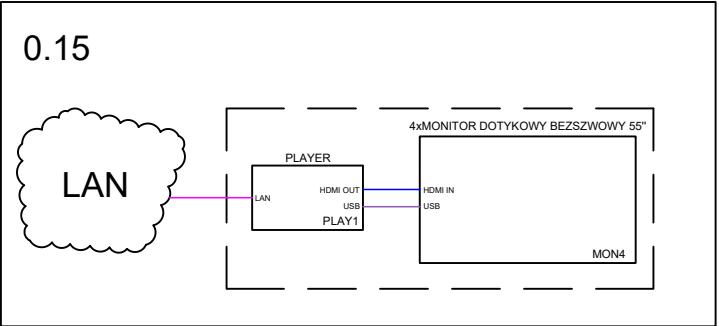 0.15
4xMONITOR DOTYKOWY BEZSZWOWY 55"
PLAYER
LAN
LAN
HDMI OUT
HDMI IN
USB
USB
PLAY1
MON4